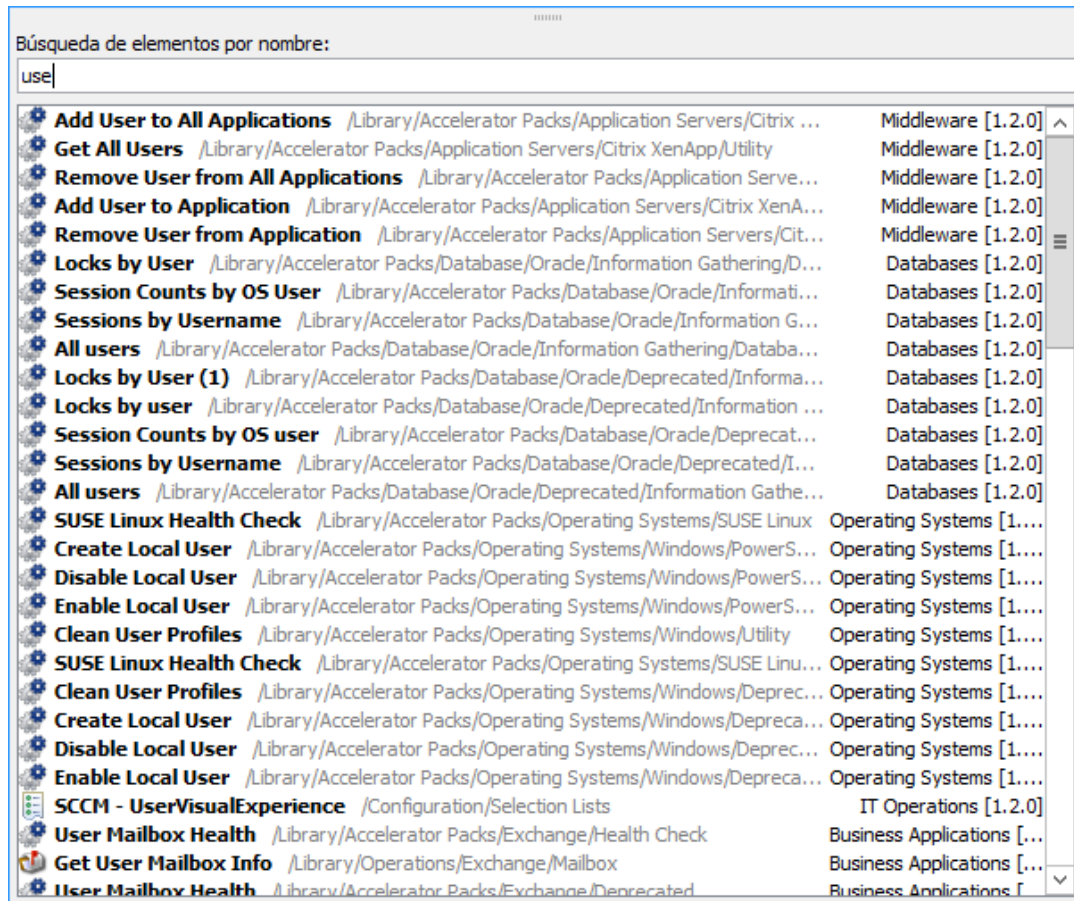 Búsqueda de elementos por nombre:
use
Add User to All Applications /Library/Accelerator Packs/Application Servers/Citrix ... Middleware [1.2.0]
Get All Users /Library/Accelerator Packs/Application Servers/Citrix XenApp/Utility Middleware [1.2.0]
Remove User from All Applications /Library/Accelerator Packs/Application Serve... Middleware [1.2.0]
Add User to Application /Library/Accelerator Packs/Application Servers/Citrix XenA... Middleware [1.2.0]
Remove User from Application /Library/Accelerator Packs/Application Servers/Cit... Middleware [1.2.0]
Locks by User /Library/Accelerator Packs/Database/Oracle/Information Gathering/D... Databases [1.2.0]
Session Counts by OS User /Library/Accelerator Packs/Database/Oracle/Informati... Databases [1.2.0]
Sessions by Username /Library/Accelerator Packs/Database/Oracle/Information G... Databases [1.2.0]
All users /Library/Accelerator Packs/Database/Oracle/Information Gathering/Databa... Databases [1.2.0]
Locks by User (1) /Library/Accelerator Packs/Database/Oracle/Deprecated/Informa... Databases [1.2.0]
Locks by user /Library/Accelerator Packs/Database/Oracle/Deprecated/Information ... Databases [1.2.0]
Session Counts by OS user /Library/Accelerator Packs/Database/Oracle/Deprecat... Databases [1.2.0]
Sessions by Username /Library/Accelerator Packs/Database/Oracle/Deprecated/I... Databases [1.2.0]
All users /Library/Accelerator Packs/Database/Oracle/Deprecated/Information Gathe... Databases [1.2.0]
SUSE Linux Health Check /Library/Accelerator Packs/Operating Systems/SUSE Linux Operating Systems [1....
Create Local User /Library/Accelerator Packs/Operating Systems/Windows/PowerS... Operating Systems [1....
Disable Local User /Library/Accelerator Packs/Operating Systems/Windows/PowerS... Operating Systems [1....
Enable Local User /Library/Accelerator Packs/Operating Systems/Windows/PowerS... Operating Systems [1....
Clean User Profiles /Library/Accelerator Packs/Operating Systems/Windows/Utility Operating Systems [1....
SUSE Linux Health Check /Library/Accelerator Packs/Operating Systems/SUSE Linu... Operating Systems [1....
Clean User Profiles /Library/Accelerator Packs/Operating Systems/Windows/Deprec... Operating Systems [1....
Create Local User /Library/Accelerator Packs/Operating Systems/Windows/Depreca... Operating Systems [1....
Disable Local User /Library/Accelerator Packs/Operating Systems/Windows/Deprec... Operating Systems [1....
Enable Local User /Library/Accelerator Packs/Operating Systems/Windows/Depreca... Operating Systems [1....
SCCM - UserVisualExperience /Configuration/Selection Lists IT Operations [1.2.0]
User Mailbox Health /Library/Accelerator Packs/Exchange/Health Check Business Applications [...
Get User Mailbox Info /Library/Operations/Exchange/Mailbox Business Applications [...
User Mailbox Health /Library/Accelerator Packs/Exchange/Deprecated Business Applications [...